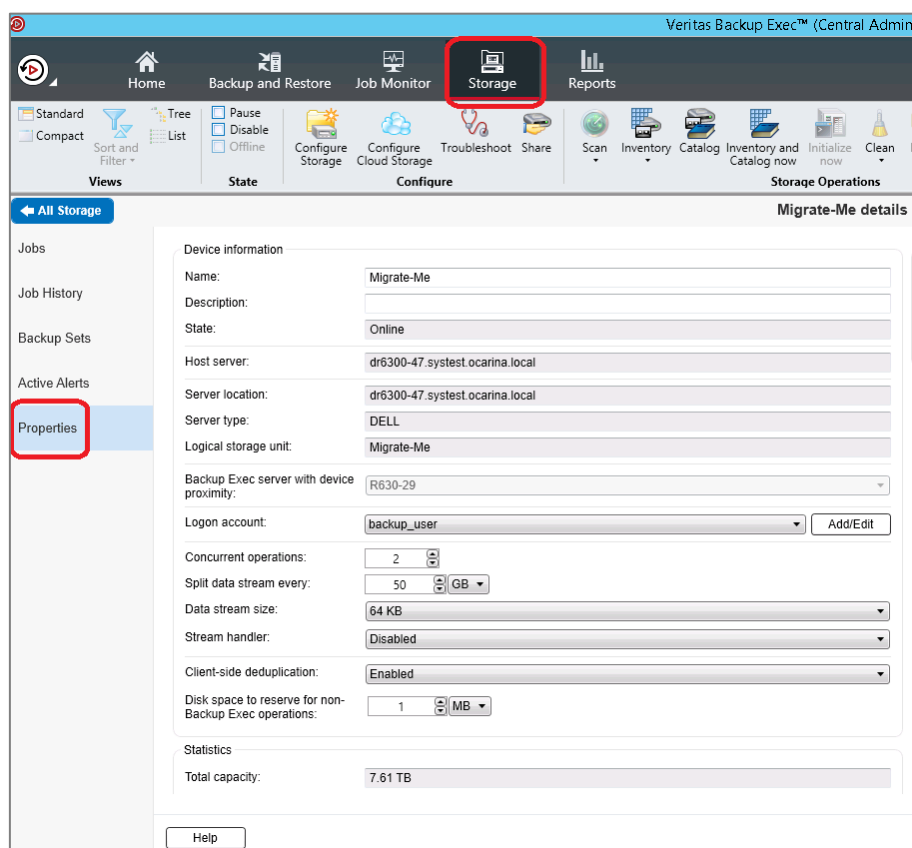 Veritas Backup Exec™ (Central Admin
Home
Backup and Restore
Job Monitor
Storage
Reports
Standard
Compact
Sort and
Filter
Tree
List
Views
Pause
Disable
Offline
State
Configure
Storage
Configure
Cloud Storage
Troubleshoot
Share
Configure
Scan
Inventory
Catalog
Inventory and
Catalog now
Initialize
now
Clean
Storage Operations
All Storage
Migrate-Me details
Jobs
Job History
Backup Sets
Active Alerts
Properties
Device information
Name: Migrate-Me
Description:
State: Online
Host server: dr6300-47.systest.ocarina.local
Server location: dr6300-47.systest.ocarina.local
Server type: DELL
Logical storage unit: Migrate-Me
Backup Exec server with device
proximity: R630-29
Logon account: backup_user Add/Edit
Concurrent operations: 2
Split data stream every: 50 GB
Data stream size: 64 KB
Stream handler: Disabled
Client-side deduplication: Enabled
Disk space to reserve for non-
Backup Exec operations: 1 MB
Statistics
Total capacity: 7.61 TB
Help